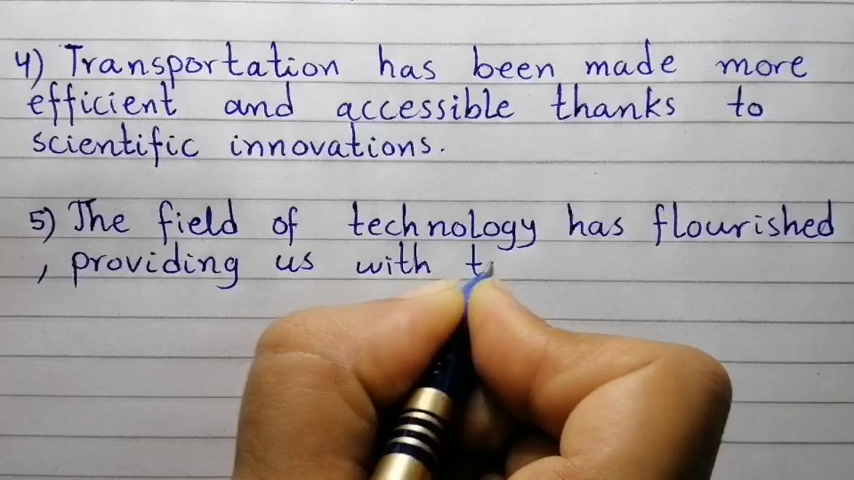 4) Transportation has been made more
efficient and accessible thanks to
scientific innovations.
5) The field of technology has flourished
, providing us with t